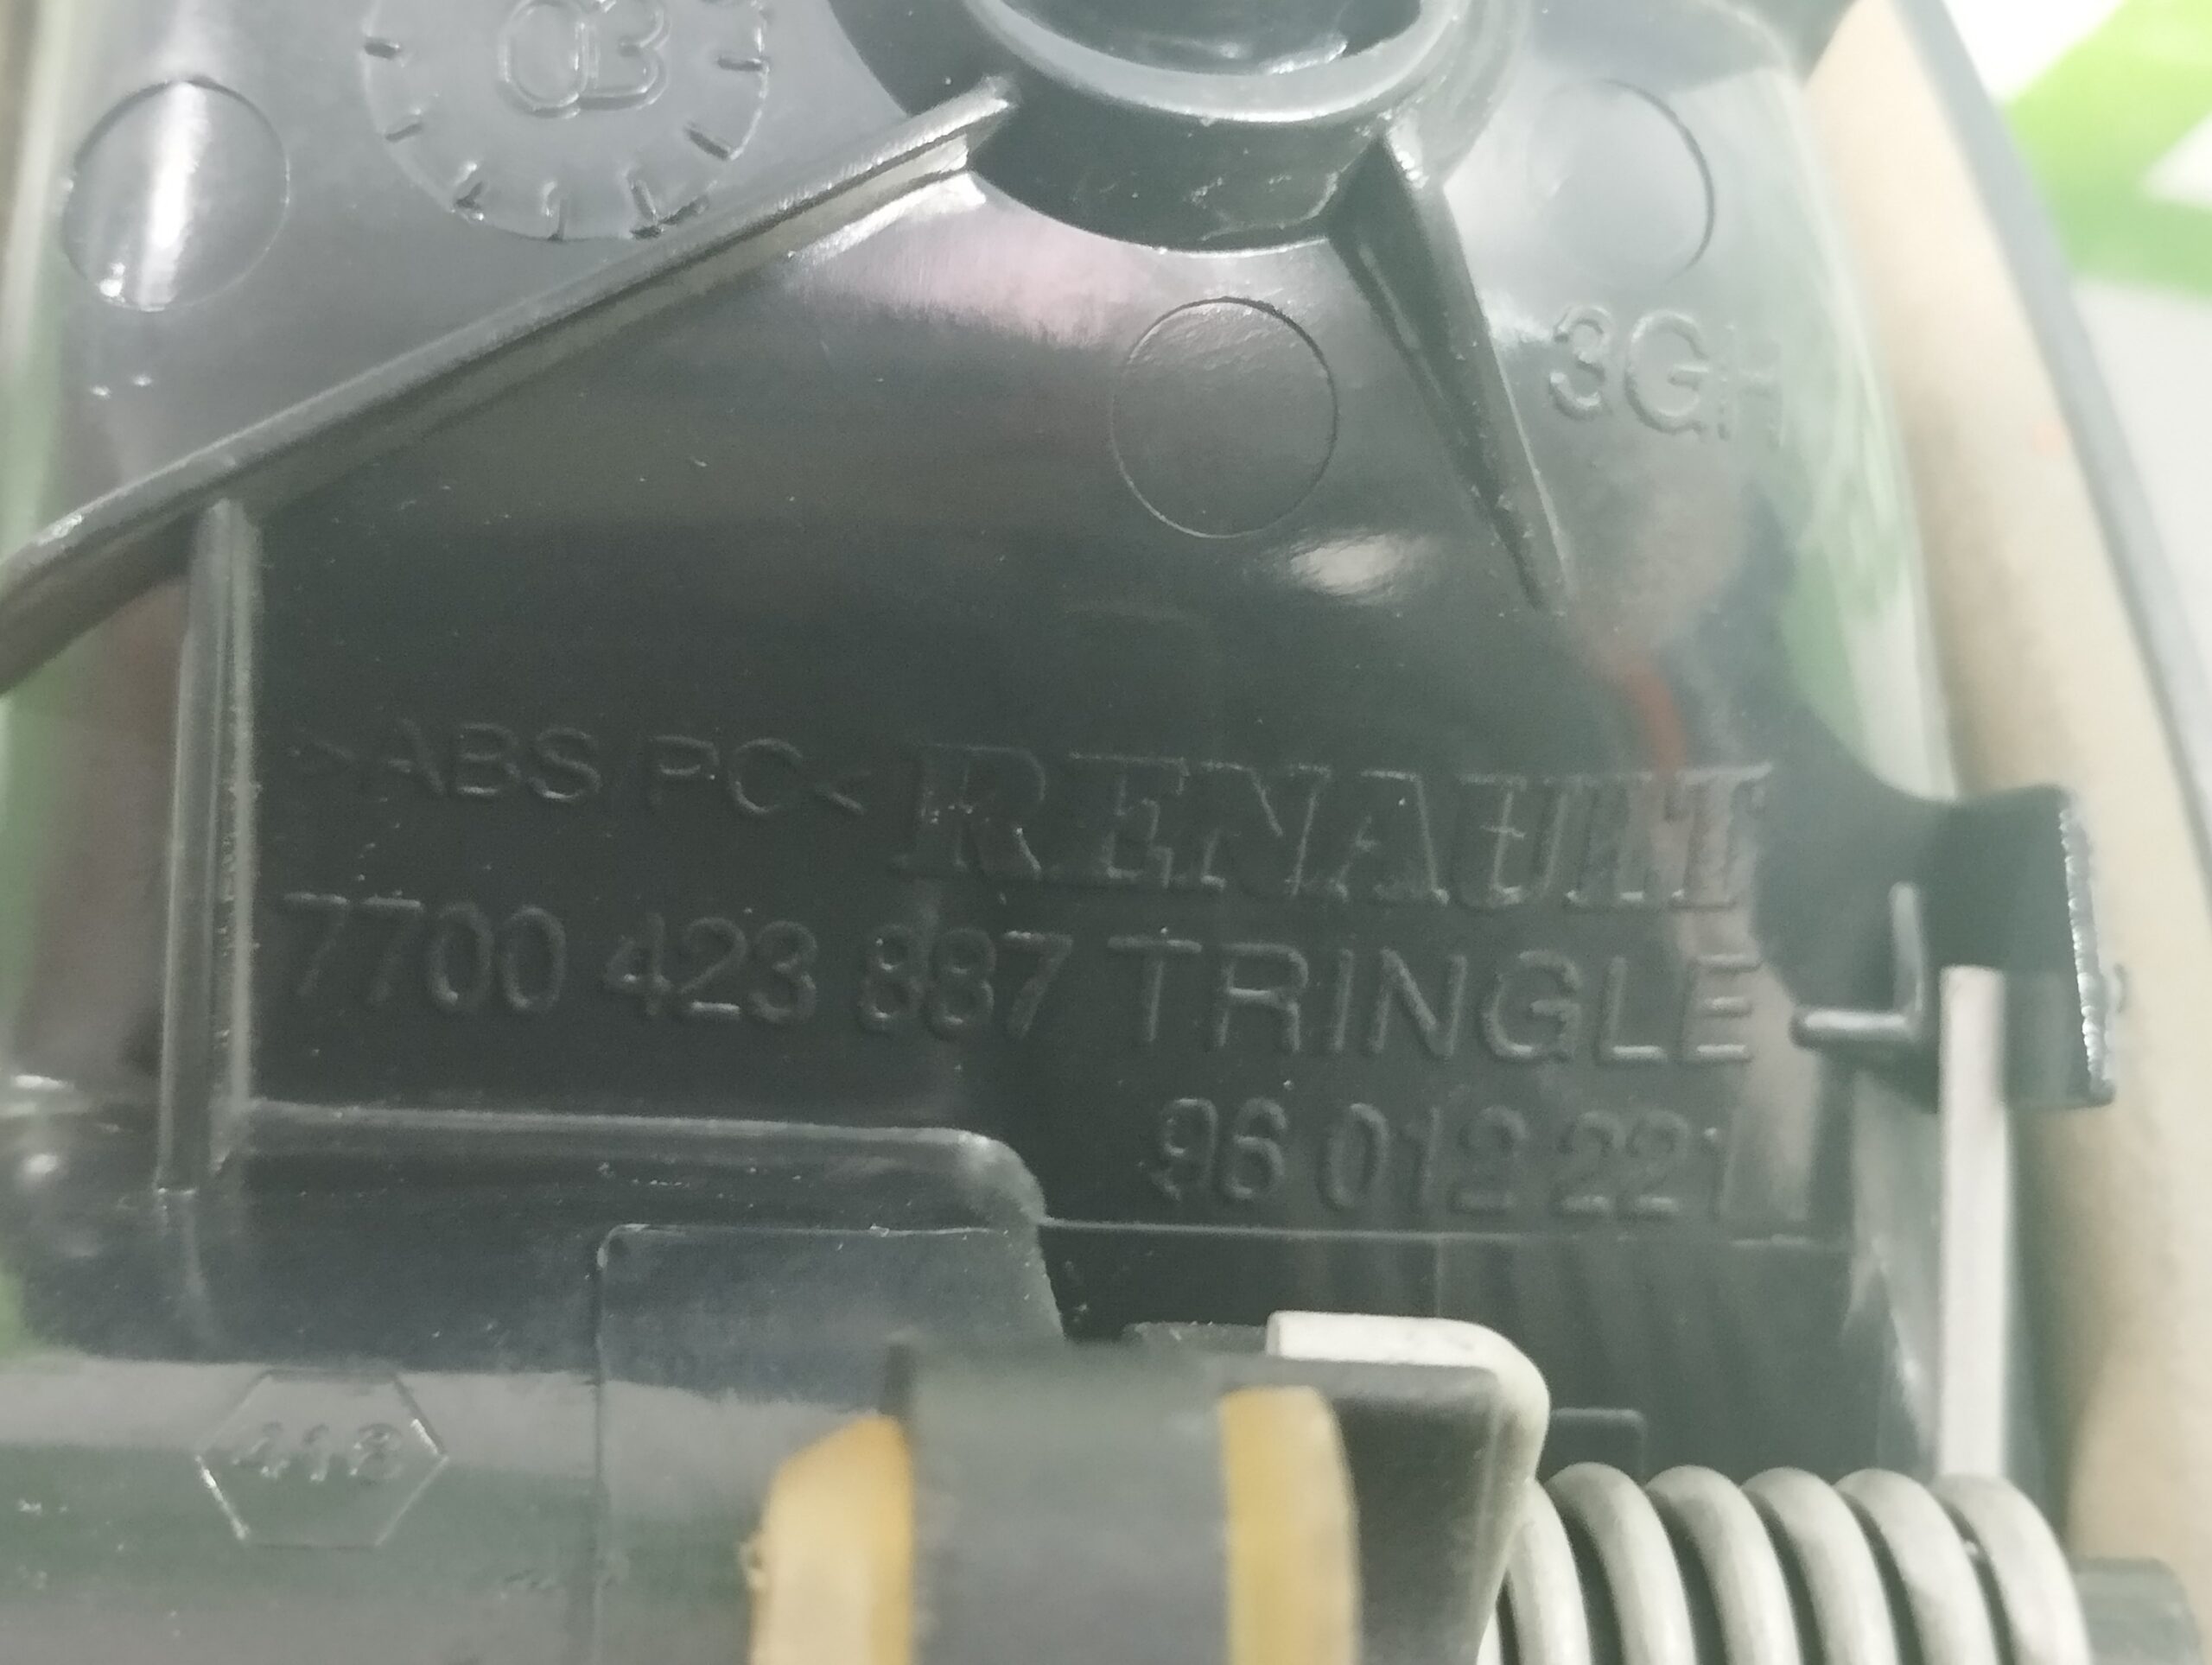 03
3GH
>ABS PC< RENAULT
7700 423 887 TRINGLE
96 012 221
418